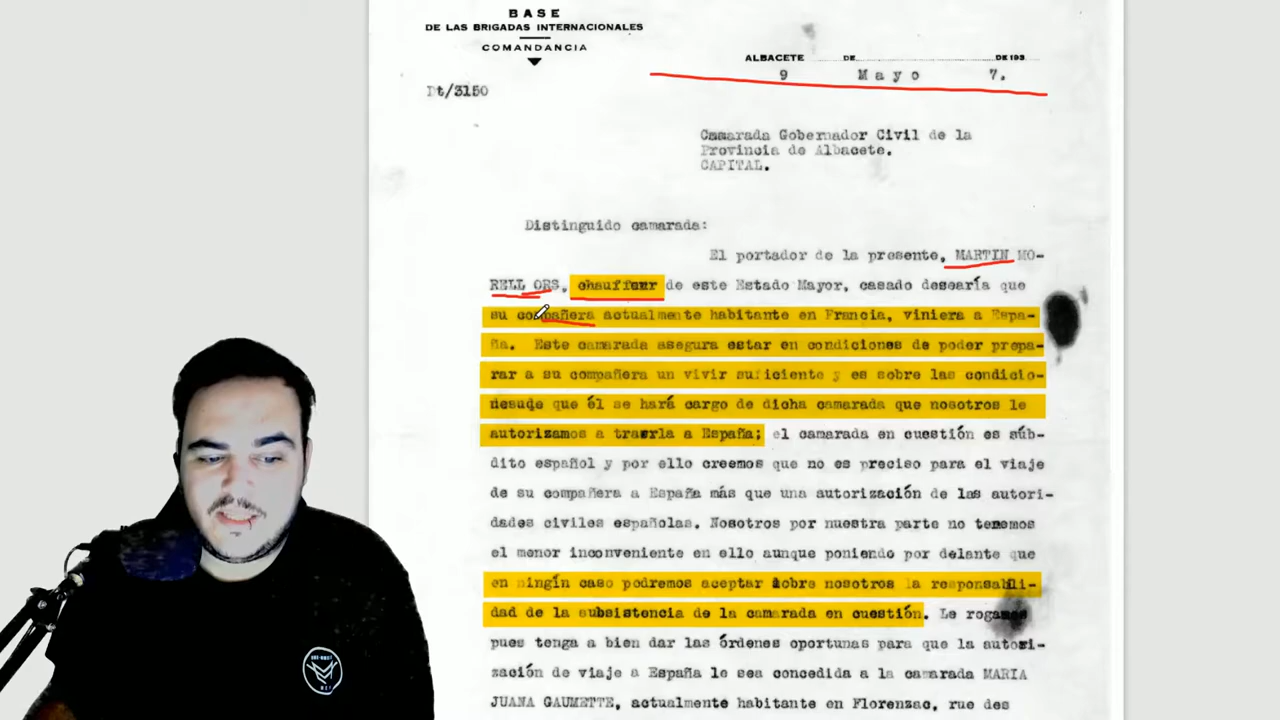 BASE
DE LAS BRIGADAS INTERNACIONALES
COMANDANCIA
ALBACETE DE DE 193
9 Mayo 7.
Dt/3150
Camarada Gobernador Civil de la
Provincia de Albacete.
CAPITAL.
Distinguido camarada:
El portador de la presente, MARTIN MO-
RELL ORS, chauffeur de este Estado Mayor, casado desearía que
su compañera actualmente habitante en Francia, viniera a Espa-
ña. Este camarada asegura estar en condiciones de poder prepa-
rar a su compañera un vivir suficiente y es sobre las condicio-
que él se hará cargo de dicha camarada que nosotros le
autorizamos a traerla a España; el camarada en cuestión es súb-
dito español y por ello creemos que no es preciso para el viaje
de su compañera a España más que una autorización de las autori-
dades civiles españolas. Nosotros por nuestra parte no tenemos
el menor inconveniente en ello aunque poniendo por delante que
en ningín caso podremos aceptar sobre nosotros la responsabili-
dad de la subsistencia de la camarada en cuestión. Le rogamos
pues tenga a bien dar las órdenes oportunas para que la autori-
zación de viaje a España le sea concedida a la camarada MARIA
JUANA GAUMETTE, actualmente habitante en Florenzac, rue des